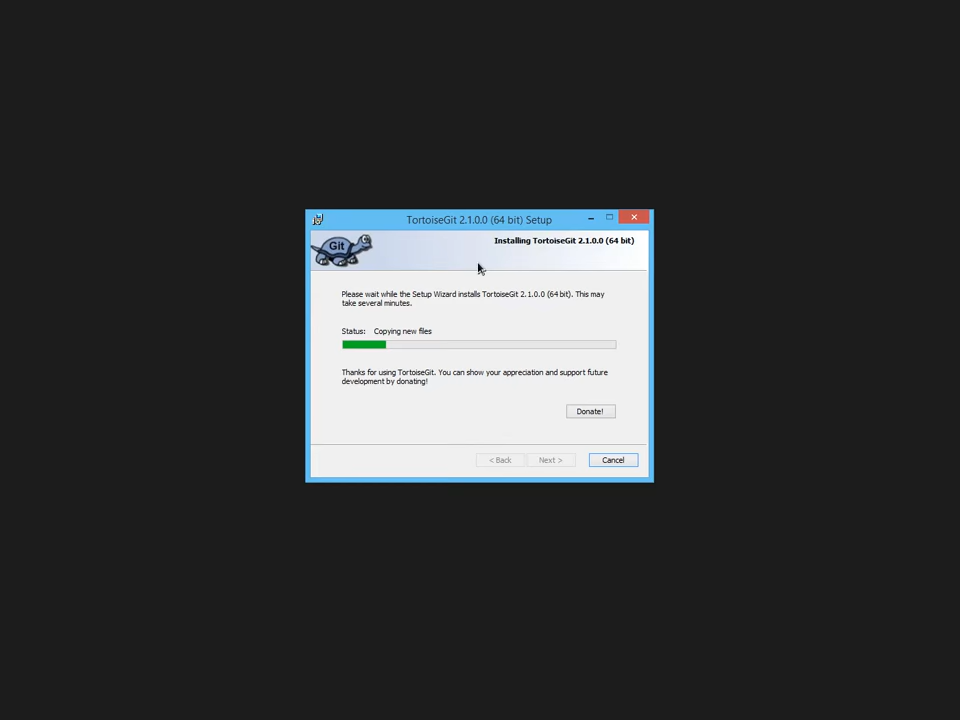 TortoiseGit 2.1.0.0 (64 bit) Setup
Git
Installing TortoiseGit 2.1.0.0 (64 bit)
Please wait while the Setup Wizard installs TortoiseGit 2.1.0.0 (64 bit). This may
take several minutes.
Status: Copying new files
Thanks for using TortoiseGit. You can show your appreciation and support future
development by donating!
Donate!
< Back Next > Cancel